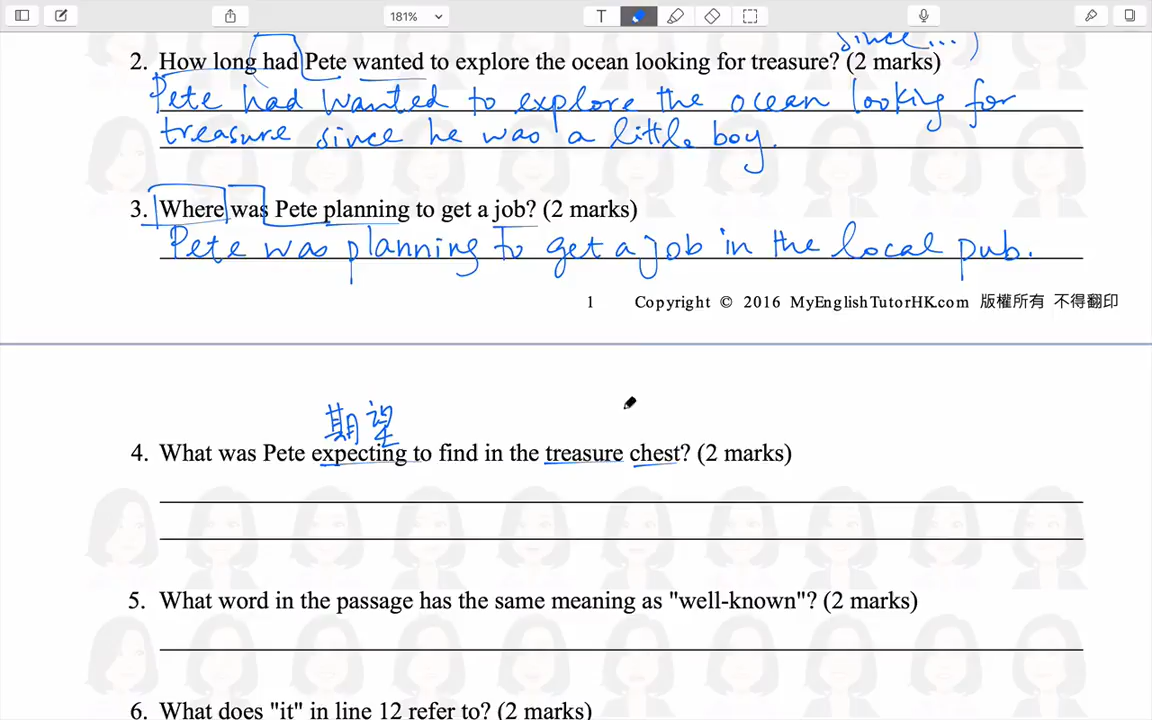 181%
T
since...)
2. How long had Pete wanted to explore the ocean looking for treasure? (2 marks)
Pete had wanted to explore the ocean looking for
treasure since he was a little boy.
3. Where was Pete planning to get a job? (2 marks)
Pete was planning to get a job in the local pub.
1 Copyright © 2016 MyEnglishTutorHK.com 版權所有 不得翻印
期望
4. What was Pete expecting to find in the treasure chest? (2 marks)
5. What word in the passage has the same meaning as "well-known"? (2 marks)
6. What does "it" in line 12 refer to? (2 marks)